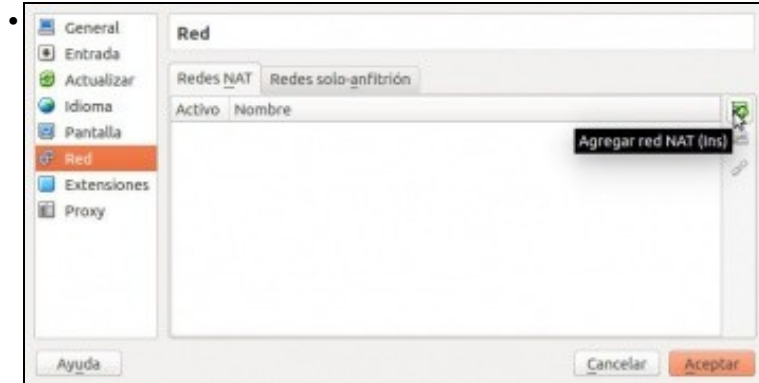 General
Entrada
Actualizar
Idioma
Pantalla
Red
Extensiones
Proxy
Red
Redes NAT Redes solo-anfitrión
Activo Nombre
Agregar red NAT (Ins)
Ayuda
Cancelar Aceptar